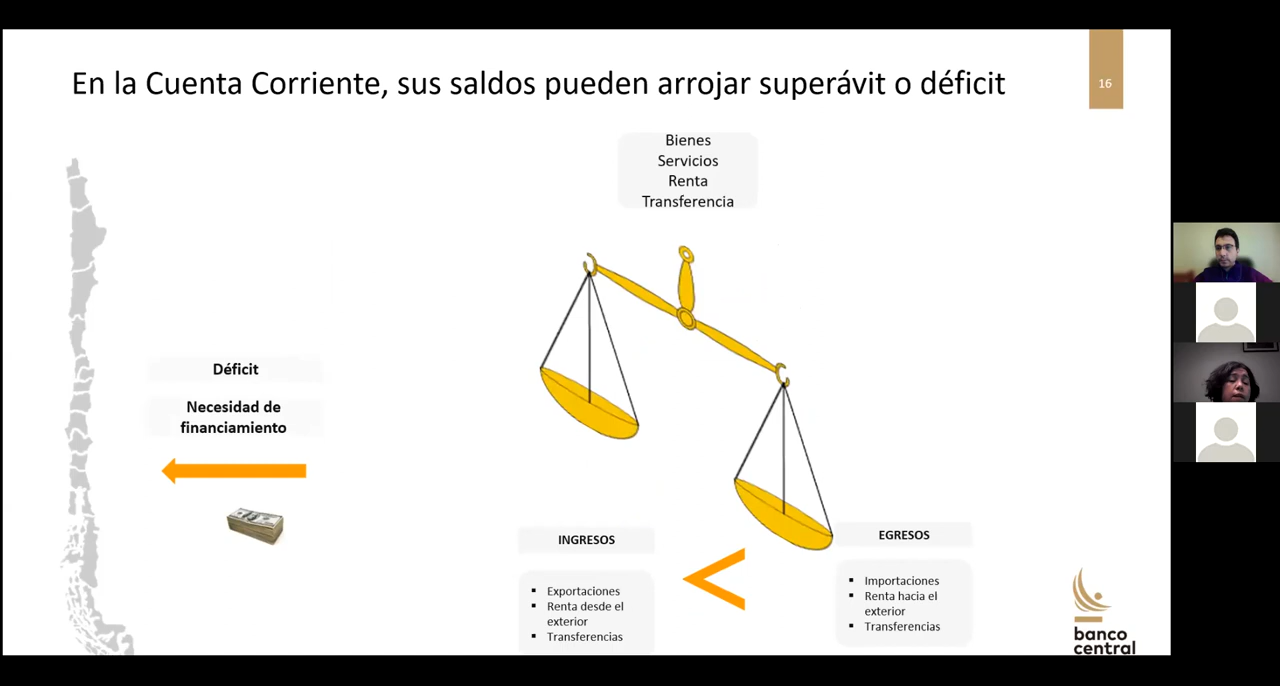 En la Cuenta Corriente, sus saldos pueden arrojar superávit o déficit
16
Bienes
Servicios
Renta
Transferencia
Déficit
Necesidad de
financiamiento
INGRESOS
Exportaciones
Renta desde el
exterior
Transferencias
EGRESOS
Importaciones
Renta hacia el
exterior
Transferencias
banco
central